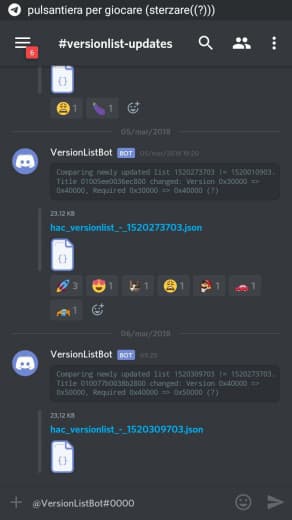 pulsantiera per giocare (sterzare((?)))
#versionlist-updates
6
{}
1 1
05/mar/2018
VersionListBot BOT 05/mar/2018 19:20
Comparing newly updated list 1520273703 != 1520010903.
Title 01005ee0036ec000 changed: Version 0x30000 =>
0x40000, Required 0x30000 => 0x40000 (?)
23,12 KB
hac_versionlist_-_1520273703.json
{}
3 1 1 1 1 1
1
06/mar/2018
VersionListBot BOT 05:25
Comparing newly updated list 1520309703 != 1520273703.
Title 010077b0038b2000 changed: Version 0x40000 =>
0x50000, Required 0x40000 => 0x50000 (?)
23,12 KB
hac_versionlist_-_1520309703.json
{}
@VersionListBot#0000